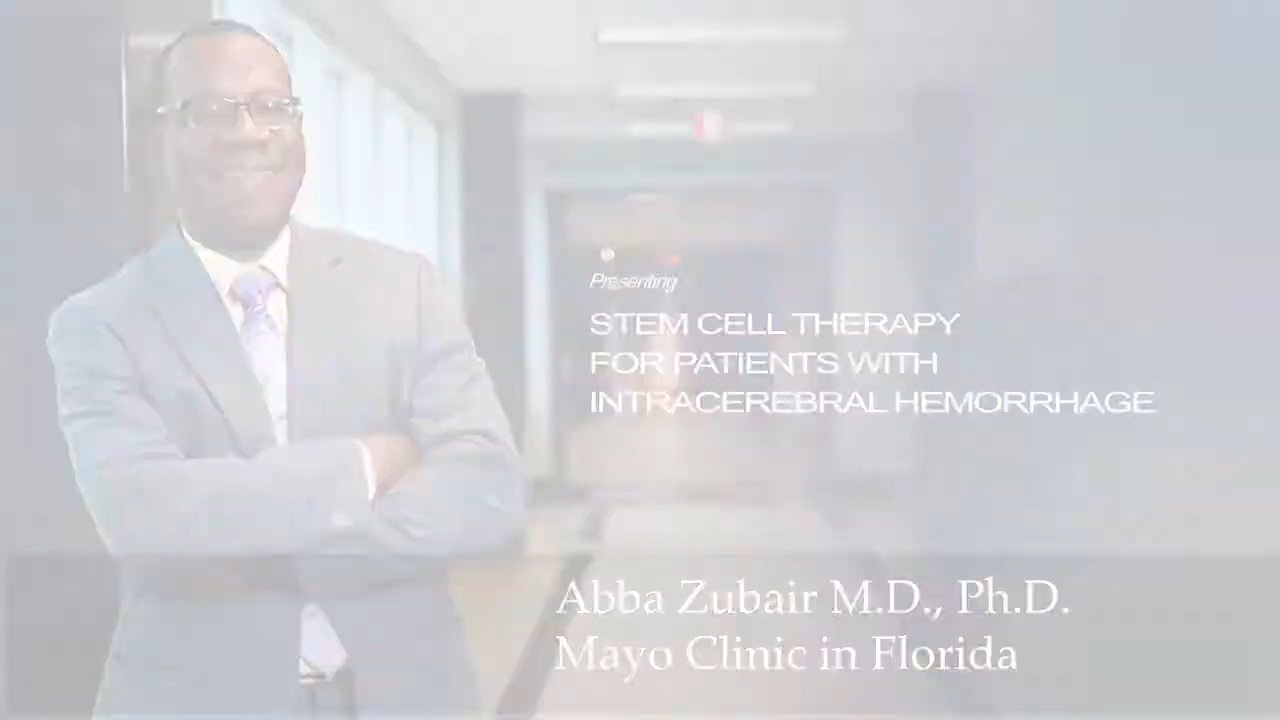 Presenting
STEM CELL THERAPY
FOR PATIENTS WITH
INTRACEREBRAL HEMORRHAGE
Abba Zubair M.D., Ph.D.
Mayo Clinic in Florida